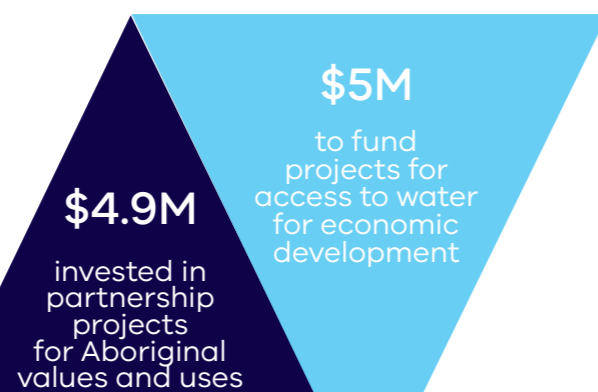 $4.9M
invested in
partnership
projects
for Aboriginal
values and uses
$5M
to fund
projects for
access to water
for economic
development